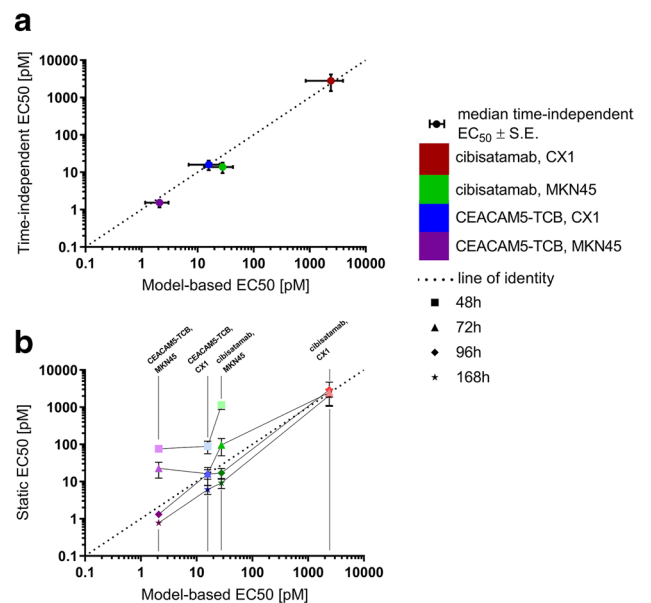 a
10000
1000
100
10
1
0.1
Time-independent EC50 [pM]
0.1 1 10 100 1000 10000
Model-based EC50 [pM]
median time-independent
EC50 ± S.E.
cibisatamab, CX1
cibisatamab, MKN45
CEACAM5-TCB, CX1
CEACAM5-TCB, MKN45
line of identity
48h
72h
96h
168h
b
CEACAM5-TCB,
MKN45
CEACAM5-TCB,
CX1
cibisatamab,
MKN45
cibisatamab,
CX1
10000
1000
100
10
1
0.1
Static EC50 [pM]
0.1 1 10 100 1000 10000
Model-based EC50 [pM]